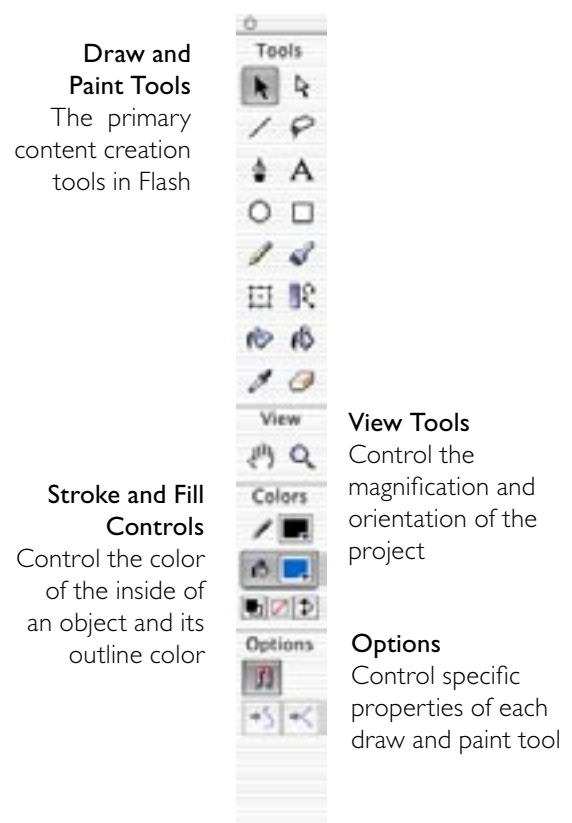 Tools
Draw and
Paint Tools
The primary
content creation
tools in Flash
A
View
View Tools
Control the
magnification and
orientation of the
project
Colors
Stroke and Fill
Controls
Control the color
of the inside of
an object and its
outline color
Options
Options
Control specific
properties of each
draw and paint tool